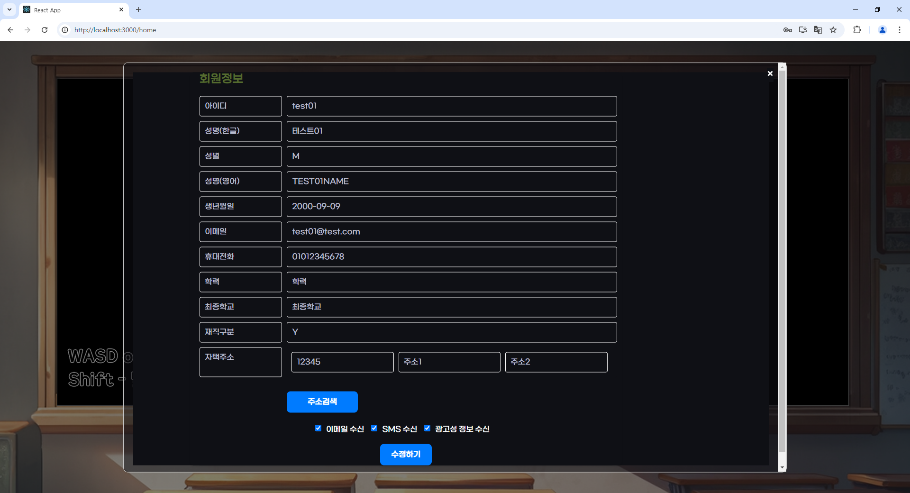 React App
http://localhost:3000/home
회원정보
아이디 test01
성명(한글) 테스트01
성별 M
성명(영어) TEST01NAME
생년월일 2000-09-09
이메일 test01@test.com
휴대전화 01012345678
학력 학력
최종학교 최종학교
재직구분 Y
자택주소 12345 주소1 주소2
WASD o
Shift -
주소검색
이메일 수신 SMS 수신 광고성 정보 수신
수정하기